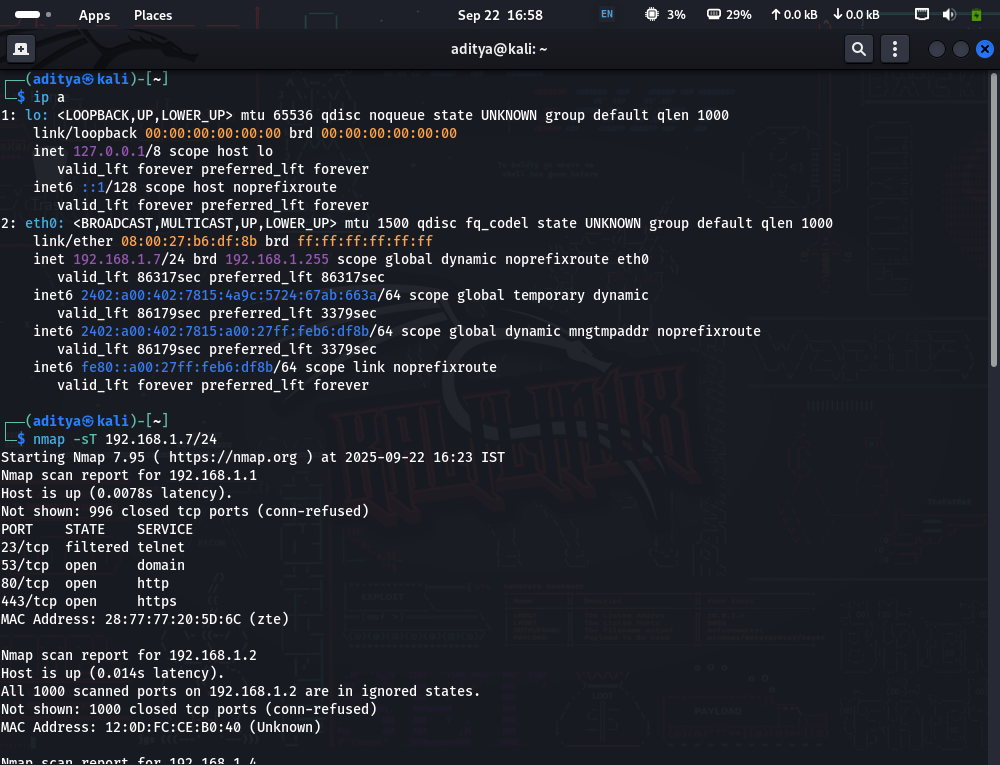 Apps Places Sep 22 16:58 EN 3% 29% ↑ 0.0 kB ↓ 0.0 kB
aditya@kali: ~
┌──(aditya㉿kali)-[~]
└─$ ip a
1: lo: <LOOPBACK,UP,LOWER_UP> mtu 65536 qdisc noqueue state UNKNOWN group default qlen 1000
link/loopback 00:00:00:00:00:00 brd 00:00:00:00:00:00
inet 127.0.0.1/8 scope host lo
valid_lft forever preferred_lft forever
inet6 ::1/128 scope host noprefixroute
valid_lft forever preferred_lft forever
2: eth0: <BROADCAST,MULTICAST,UP,LOWER_UP> mtu 1500 qdisc fq_codel state UNKNOWN group default qlen 1000
link/ether 08:00:27:b6:df:8b brd ff:ff:ff:ff:ff:ff
inet 192.168.1.7/24 brd 192.168.1.255 scope global dynamic noprefixroute eth0
valid_lft 86317sec preferred_lft 86317sec
inet6 2402:a00:402:7815:4a9c:5724:67ab:663a/64 scope global temporary dynamic
valid_lft 86179sec preferred_lft 3379sec
inet6 2402:a00:402:7815:a00:27ff:feb6:df8b/64 scope global dynamic mngtmpaddr noprefixroute
valid_lft 86179sec preferred_lft 3379sec
inet6 fe80::a00:27ff:feb6:df8b/64 scope link noprefixroute
valid_lft forever preferred_lft forever
┌──(aditya㉿kali)-[~]
└─$ nmap -sT 192.168.1.7/24
Starting Nmap 7.95 ( https://nmap.org ) at 2025-09-22 16:23 IST
Nmap scan report for 192.168.1.1
Host is up (0.0078s latency).
Not shown: 996 closed tcp ports (conn-refused)
PORT STATE SERVICE
23/tcp filtered telnet
53/tcp open domain
80/tcp open http
443/tcp open https
MAC Address: 28:77:77:20:5D:6C (zte)
Nmap scan report for 192.168.1.2
Host is up (0.014s latency).
All 1000 scanned ports on 192.168.1.2 are in ignored states.
Not shown: 1000 closed tcp ports (conn-refused)
MAC Address: 12:0D:FC:CE:B0:40 (Unknown)
Nmap scan report for 192.168.1.4
KALI LINUX
EXPLOIT
PAYLOAD